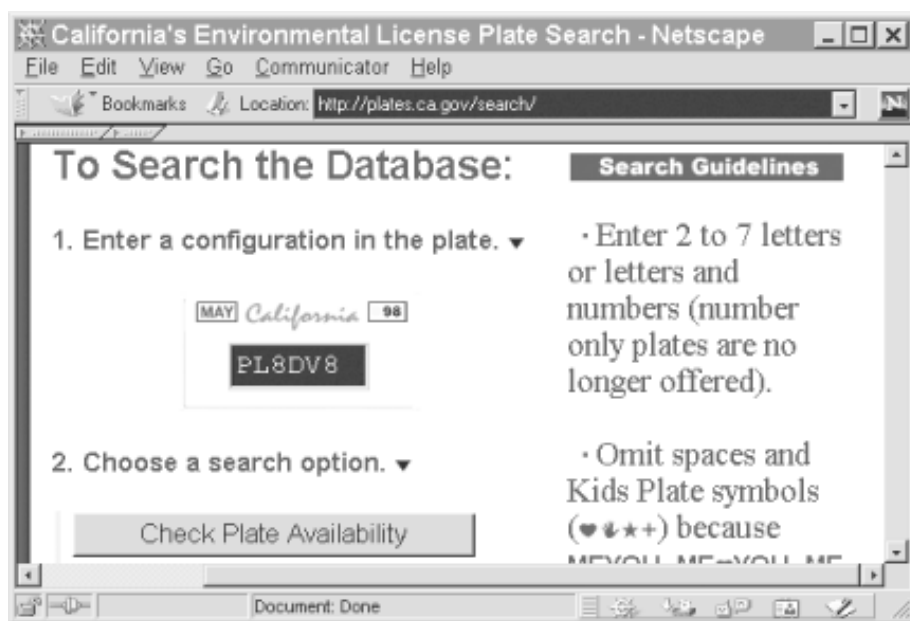 California's Environmental License Plate Search - Netscape
File Edit View Go Communicator Help
Bookmarks Location: http://plates.ca.gov/search/
N
To Search the Database:
1. Enter a configuration in the plate.
MAY California 98
PL8DV8
2. Choose a search option.
Check Plate Availability
Search Guidelines
· Enter 2 to 7 letters
or letters and
numbers (number
only plates are no
longer offered).
· Omit spaces and
Kids Plate symbols
(♥ ★+) because
Document: Done